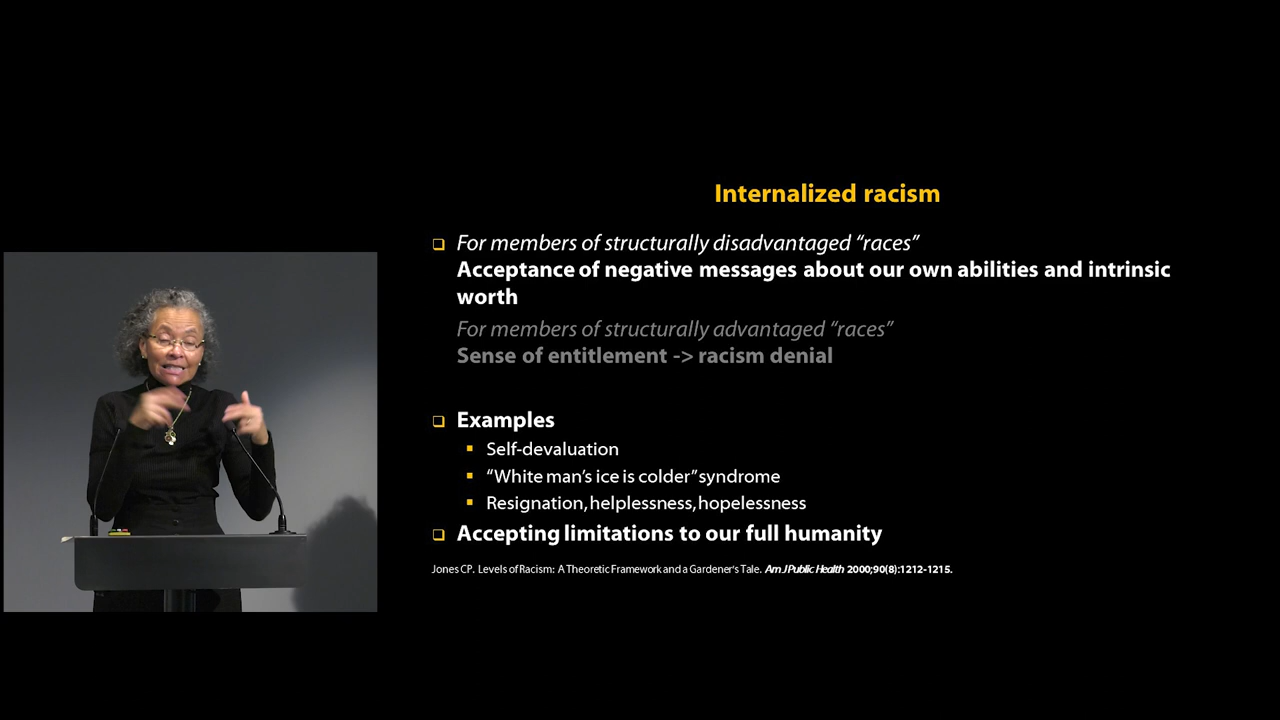 Internalized racism
For members of structurally disadvantaged “races”
Acceptance of negative messages about our own abilities and intrinsic
worth
For members of structurally advantaged “races”
Sense of entitlement -> racism denial
Examples
Self-devaluation
“White man’s ice is colder” syndrome
Resignation, helplessness, hopelessness
Accepting limitations to our full humanity
Jones CP. Levels of Racism: A Theoretic Framework and a Gardener’s Tale. Am J Public Health 2000;90(8):1212-1215.